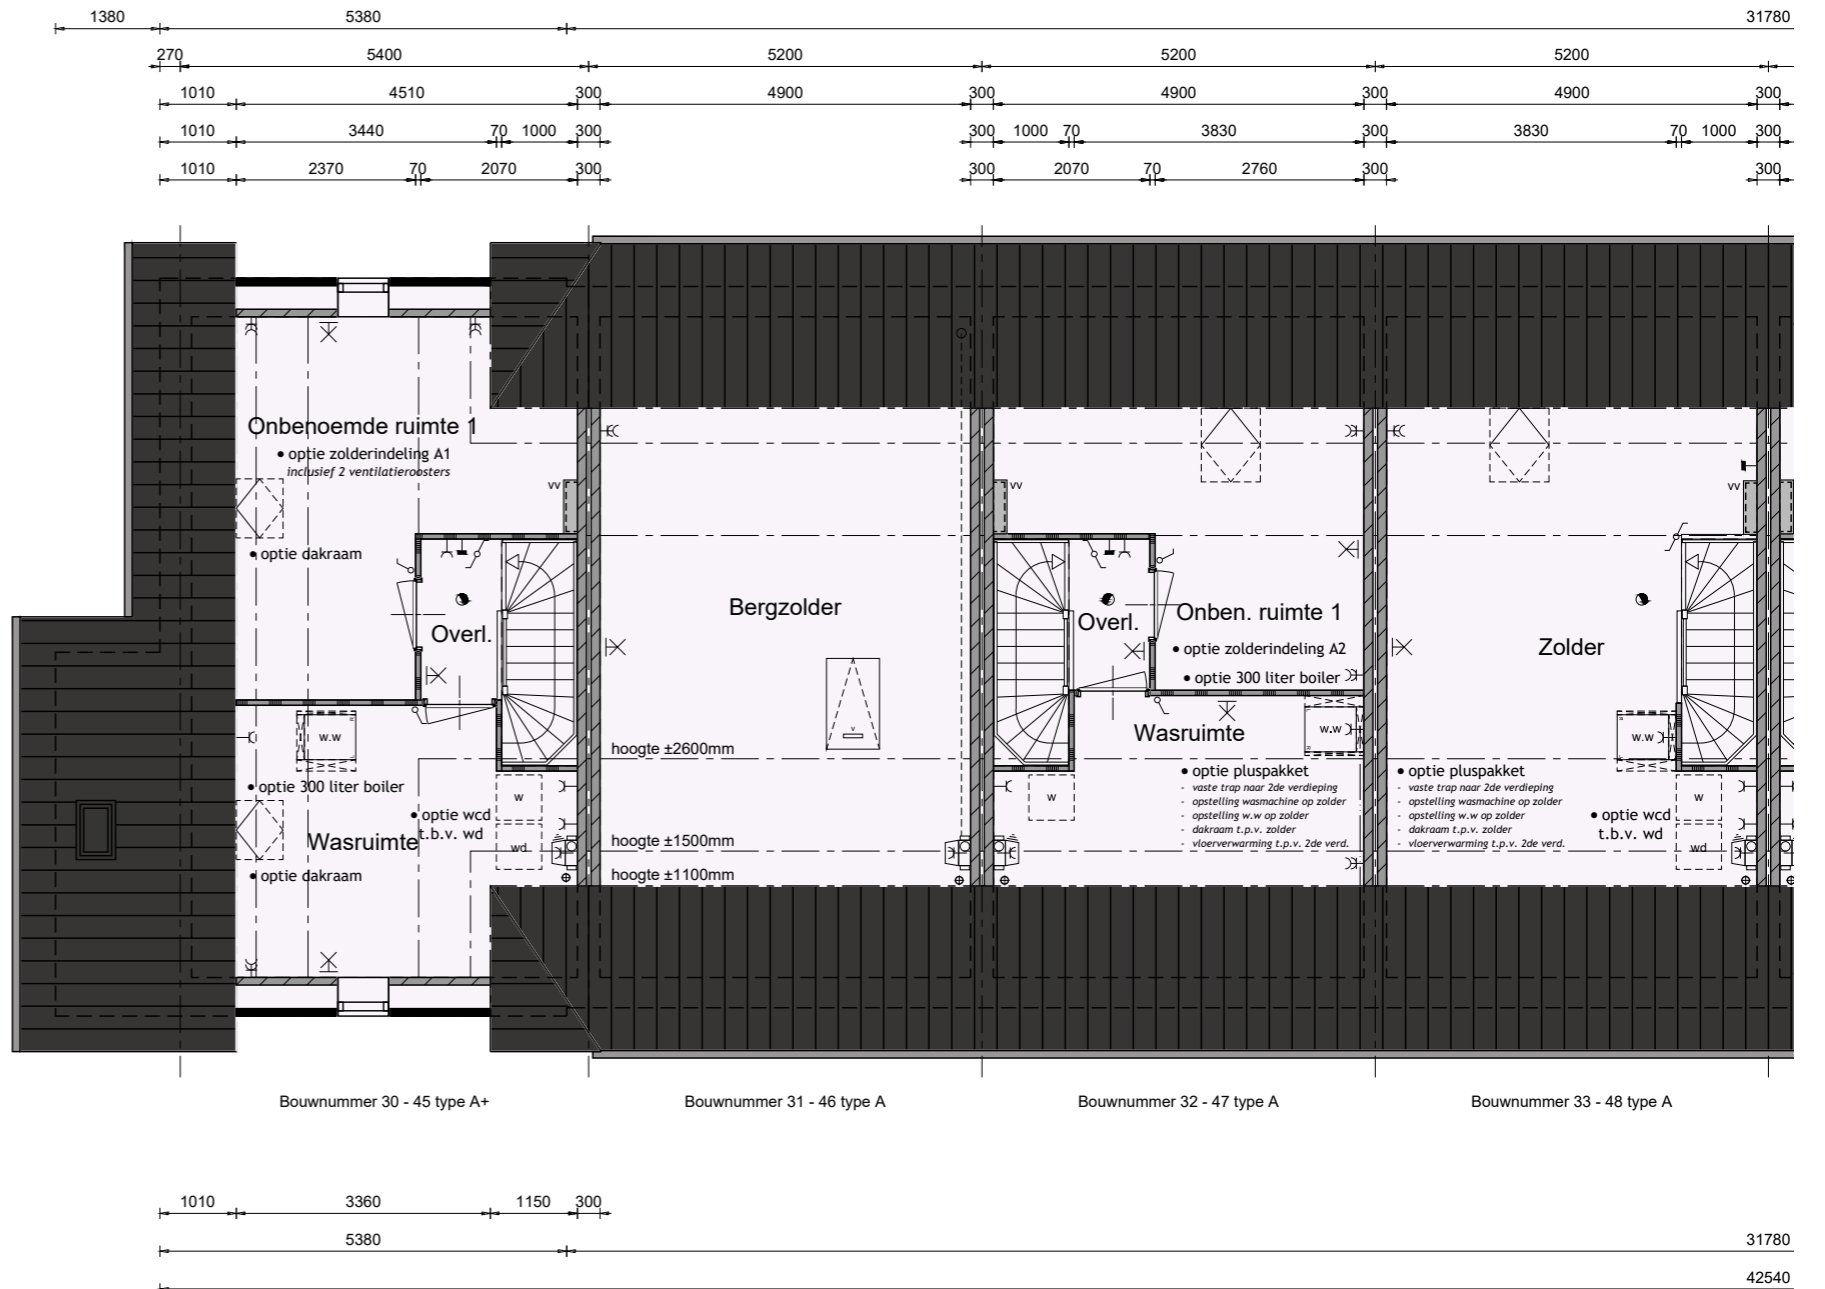 1380 5380 31780
270 5400 5200 5200 5200
1010 4510 300 4900 300 4900 300 4900 300
1010 3440 70 1000 300 300 1000 70 3830 300 3830 70 1000 300
1010 2370 70 2070 300 300 2070 70 2760 300 300
Onbenoemde ruimte 1
• optie zolderindeling A1
inclusief 2 ventilatieroosters
vv
• optie dakraam
Overl.
w.w
• optie 300 liter boiler
• optie wcd
t.b.v. wd
Wasruimte
• optie dakraam
w
wd
Bergzolder
v
hoogte ±2600mm
hoogte ±1500mm
hoogte ±1100mm
vv
Overl.
Onben. ruimte 1
• optie zolderindeling A2
• optie 300 liter boiler
Wasruimte
w.w
w
• optie pluspakket
- vaste trap naar 2de verdieping
- opstelling wasmachine op zolder
- opstelling w.w op zolder
- dakraam t.p.v. zolder
- vloerverwarming t.p.v. 2de verd.
vv
Zolder
w.w
• optie pluspakket
- vaste trap naar 2de verdieping
- opstelling wasmachine op zolder
- opstelling w.w op zolder
- dakraam t.p.v. zolder
- vloerverwarming t.p.v. 2de verd.
• optie wcd
t.b.v. wd
w
wd
Bouwnummer 30 - 45 type A+
Bouwnummer 31 - 46 type A
Bouwnummer 32 - 47 type A
Bouwnummer 33 - 48 type A
1010 3360 1150 300
5380 31780
42540